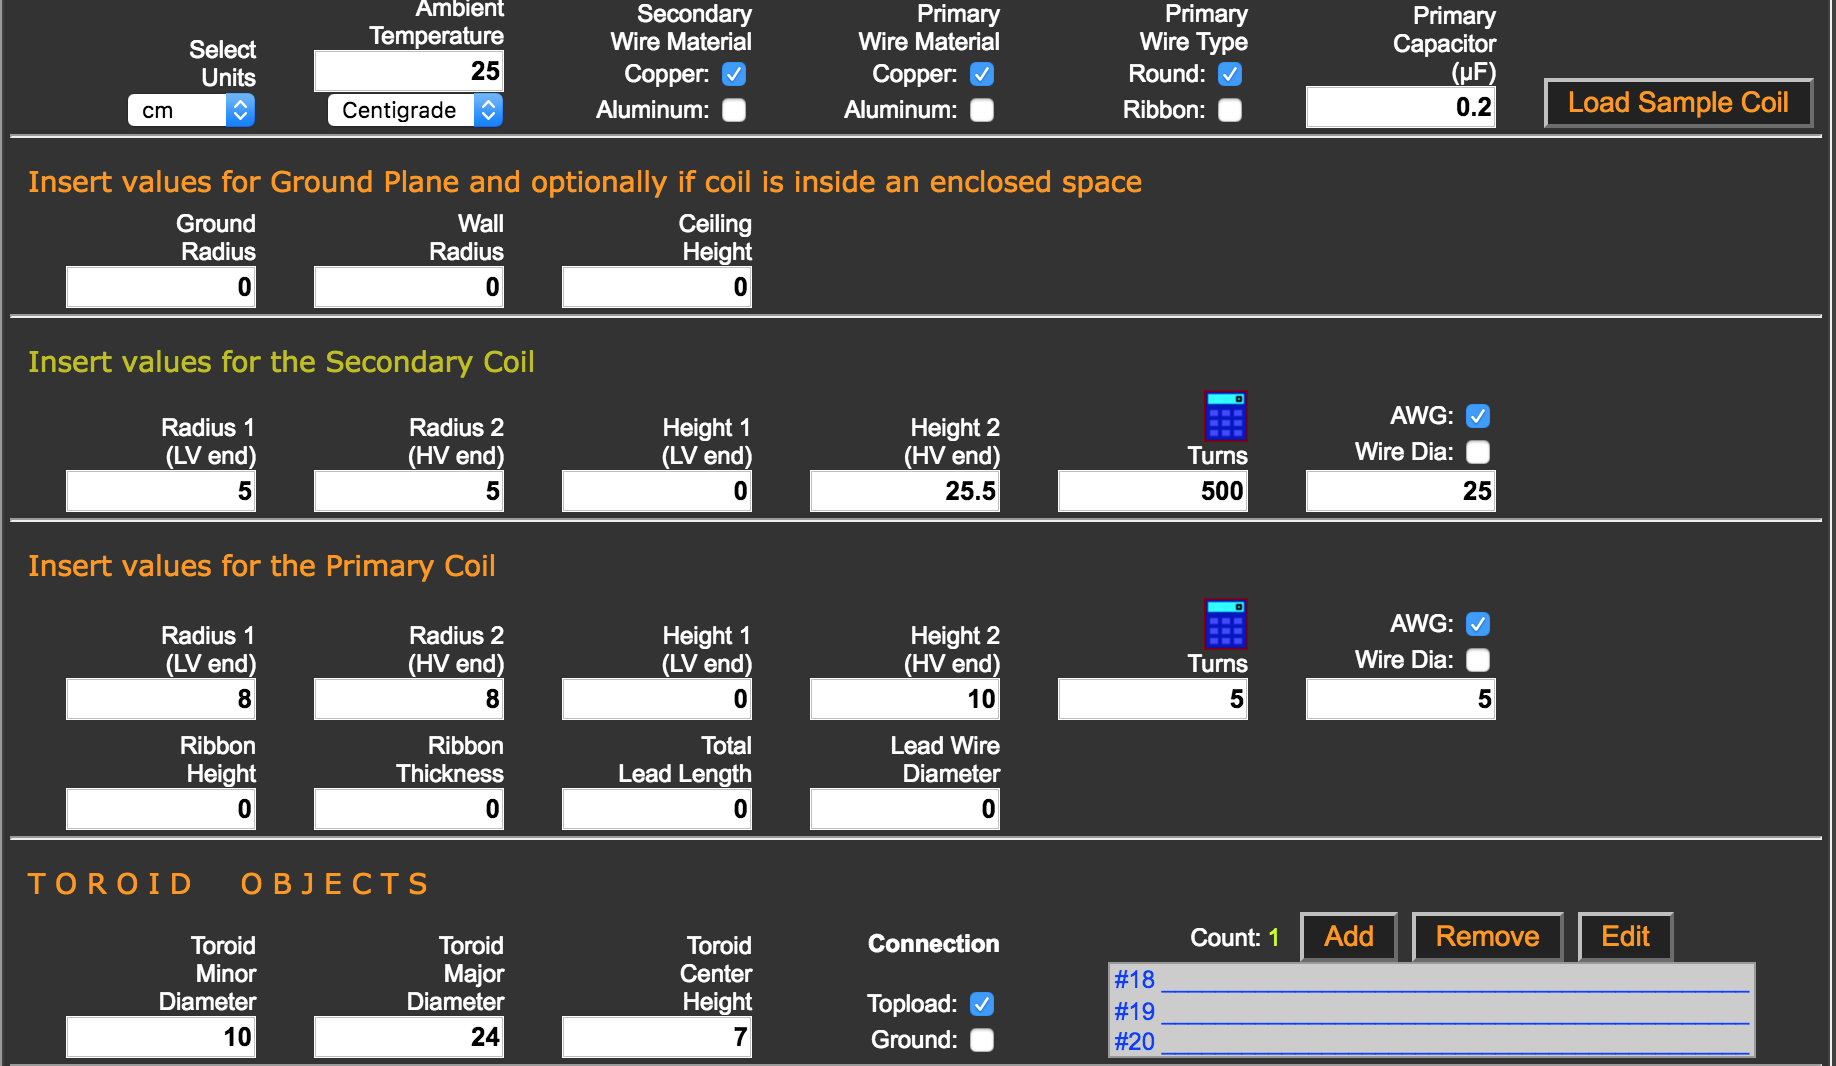 Select
Units
cm
Ambient
Temperature
25
Centigrade
Secondary
Wire Material
Copper:
Aluminum:
Primary
Wire Material
Copper:
Aluminum:
Primary
Wire Type
Round:
Ribbon:
Primary
Capacitor
(µF)
0.2
Load Sample Coil
Insert values for Ground Plane and optionally if coil is inside an enclosed space
Ground
Radius
0
Wall
Radius
0
Ceiling
Height
0
Insert values for the Secondary Coil
Radius 1
(LV end)
5
Radius 2
(HV end)
5
Height 1
(LV end)
0
Height 2
(HV end)
25.5
Turns
500
AWG:
Wire Dia:
25
Insert values for the Primary Coil
Radius 1
(LV end)
8
Radius 2
(HV end)
8
Height 1
(LV end)
0
Height 2
(HV end)
10
Turns
5
AWG:
Wire Dia:
5
Ribbon
Height
0
Ribbon
Thickness
0
Total
Lead Length
0
Lead Wire
Diameter
0
TOROID OBJECTS
Toroid
Minor
Diameter
10
Toroid
Major
Diameter
24
Toroid
Center
Height
7
Connection
Topload:
Ground:
Count: 1
Add
Remove
Edit
#18
#19
#20